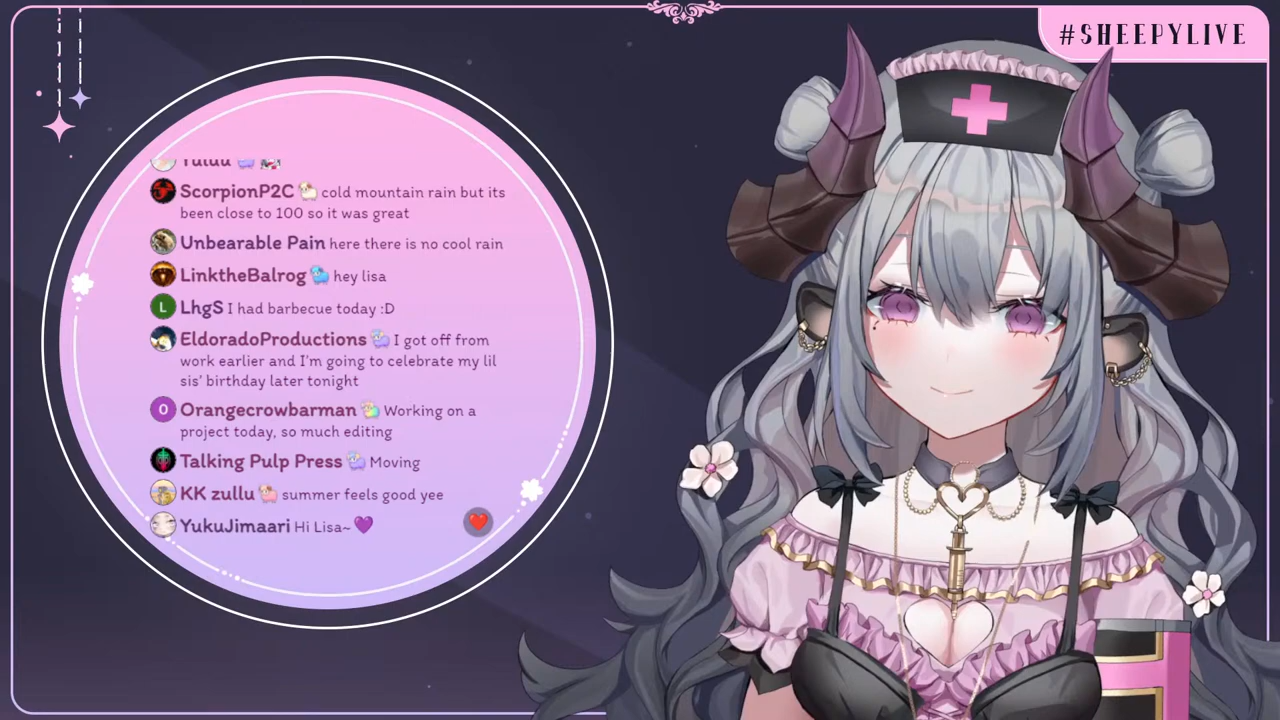 #SHEEPYLIVE
Yuluu
ScorpionP2C cold mountain rain but its
been close to 100 so it was great
Unbearable Pain here there is no cool rain
LinktheBalrog hey lisa
L LhgS I had barbecue today :D
EldoradoProductions I got off from
work earlier and I'm going to celebrate my lil
sis' birthday later tonight
O Orangecrowbarman Working on a
project today, so much editing
Talking Pulp Press Moving
KK zullu summer feels good yee
YukuJimaari Hi Lisa~